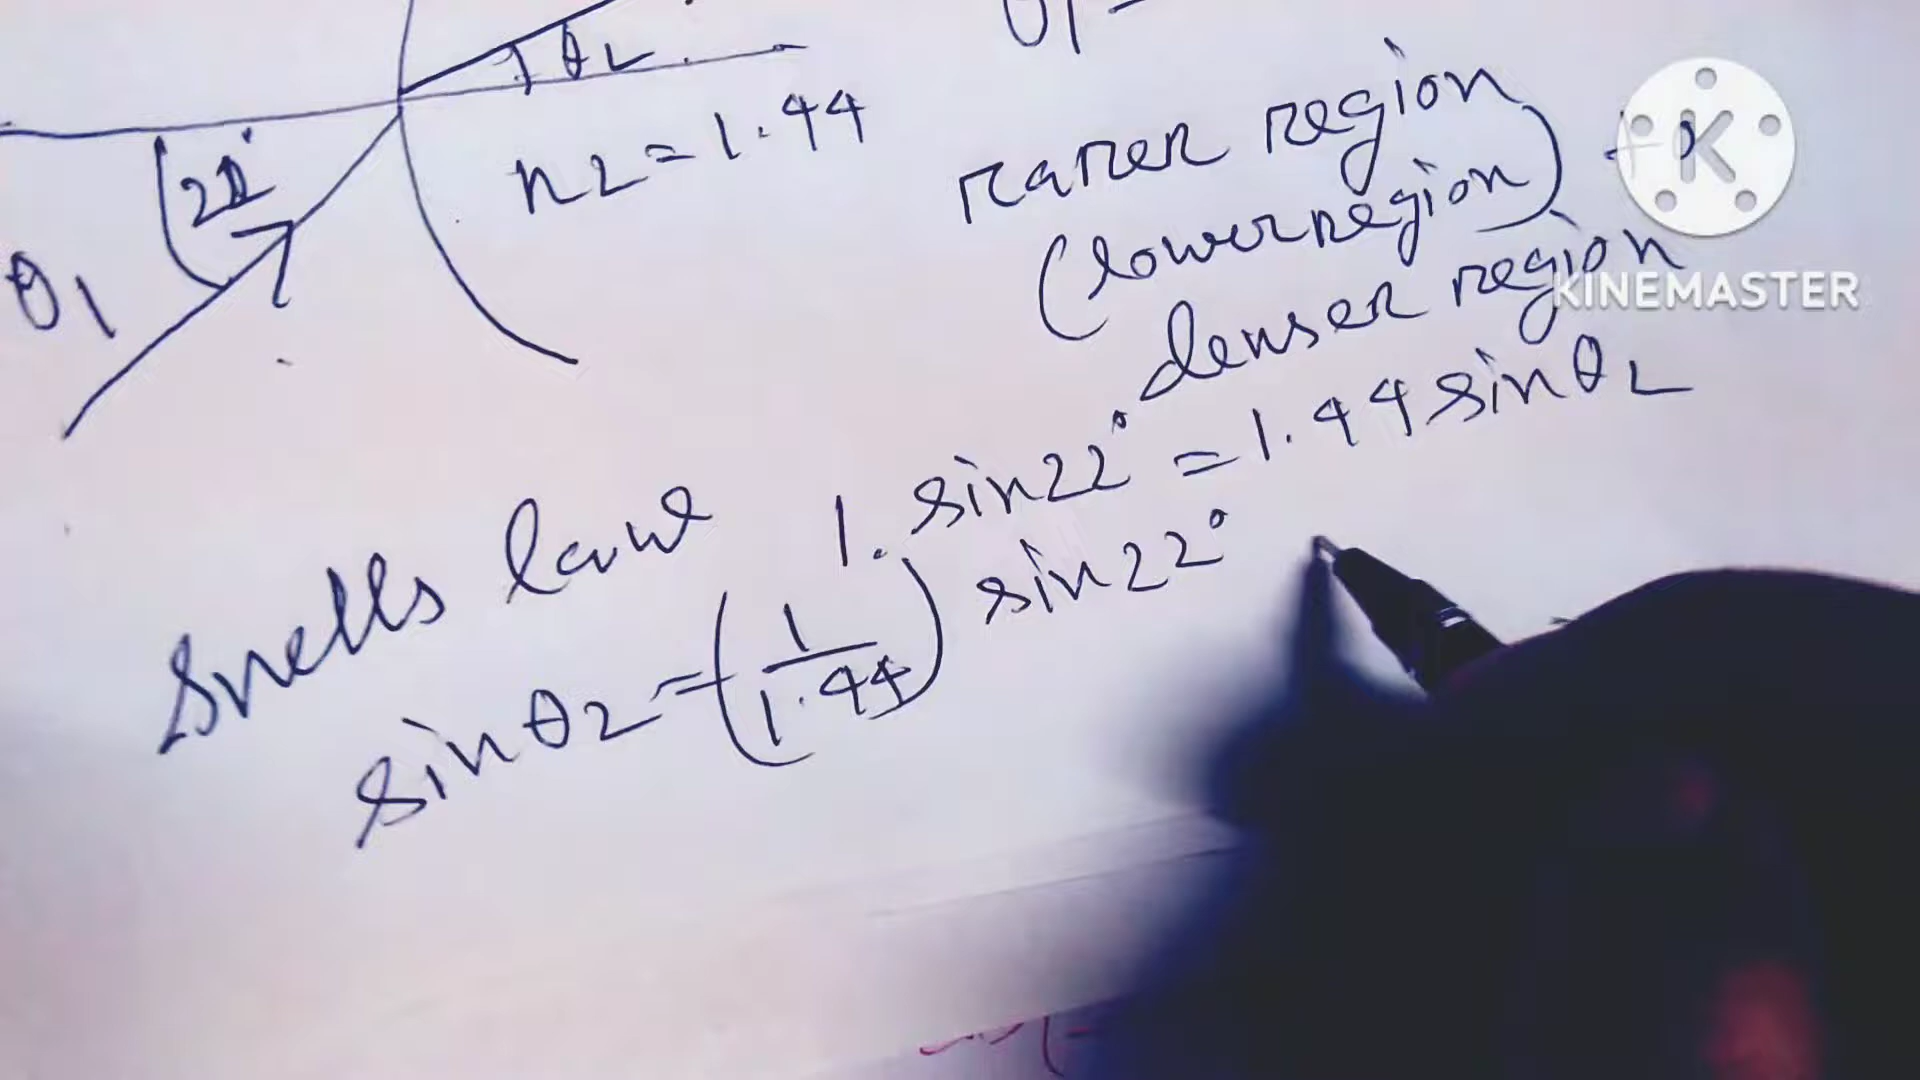 θ2
22°
n2 = 1.44
θ1
rarer region
(lower region)
denser region
KINEMASTER
Snells law 1. sin22° = 1.44 sinθ2
sinθ2 = (1/1.44) sin22°